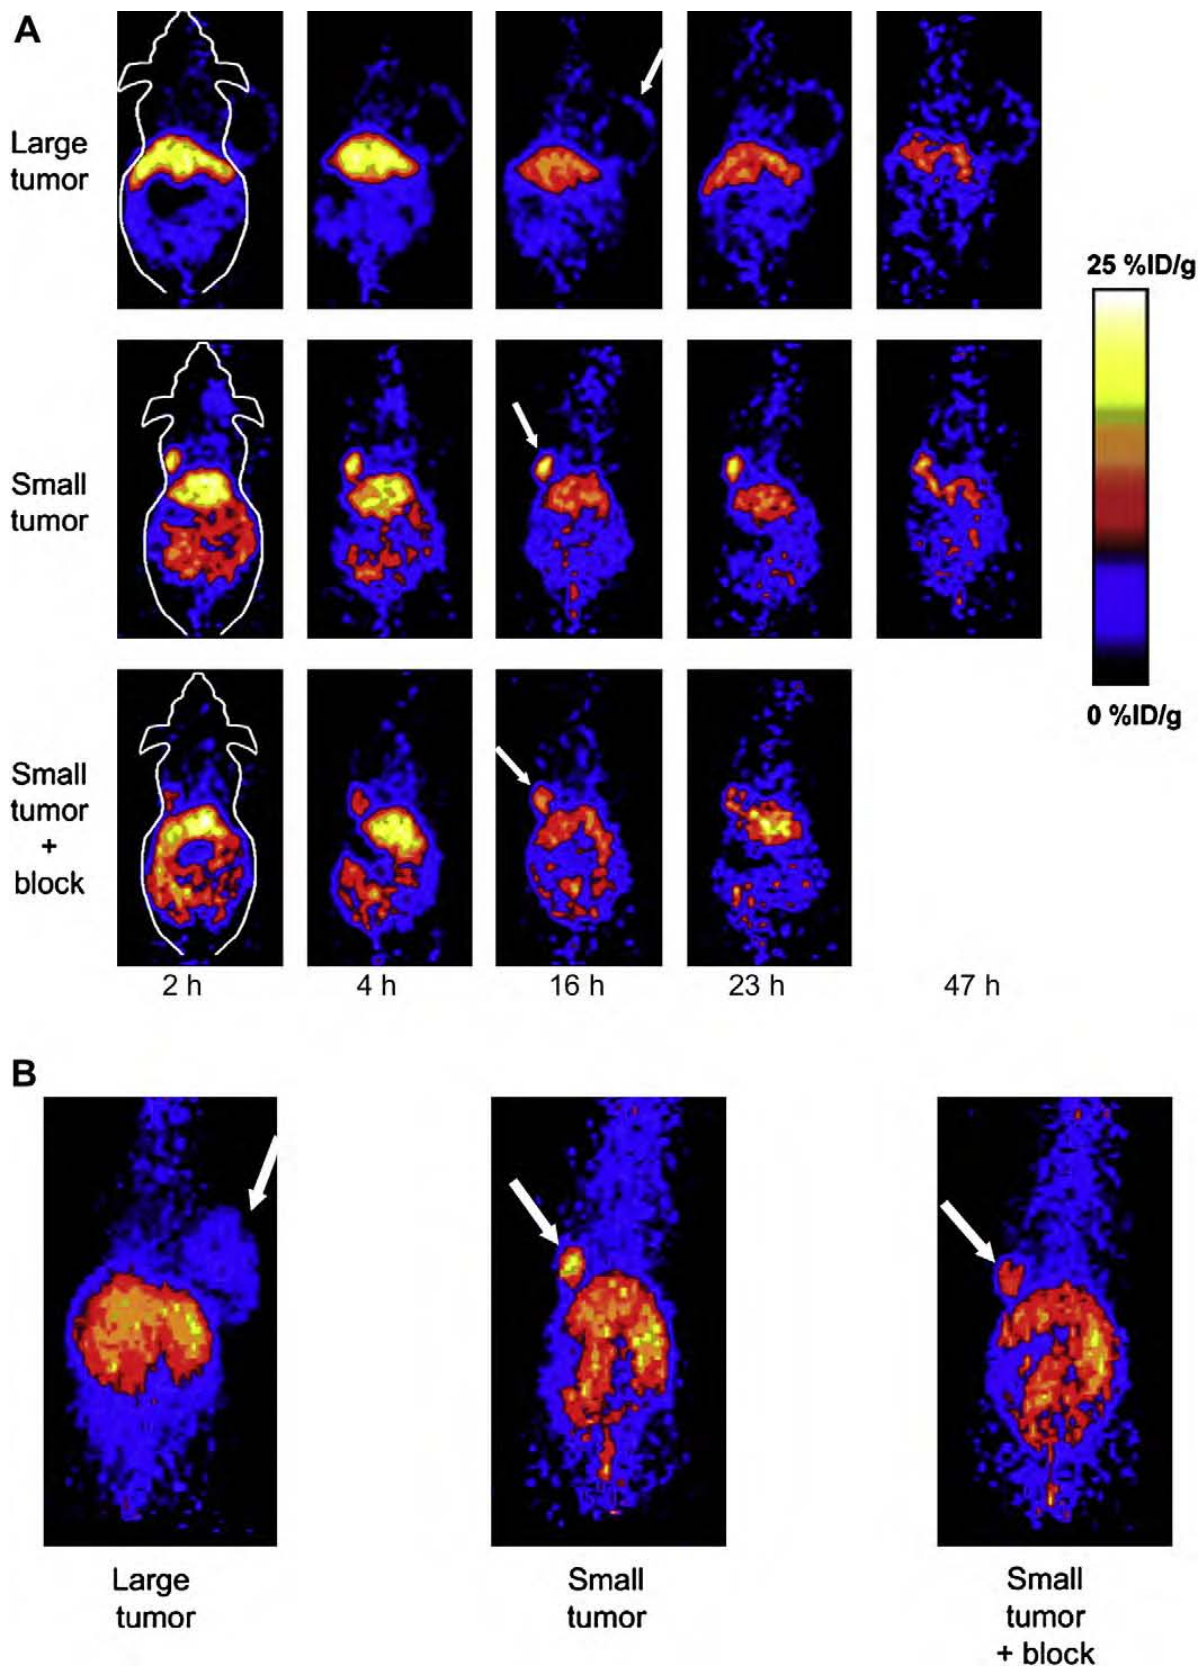 A
Large
tumor
25 %ID/g
Small
tumor
0 %ID/g
Small
tumor
+
block
2 h
4 h
16 h
23 h
47 h
B
Large
tumor
Small
tumor
Small
tumor
+ block